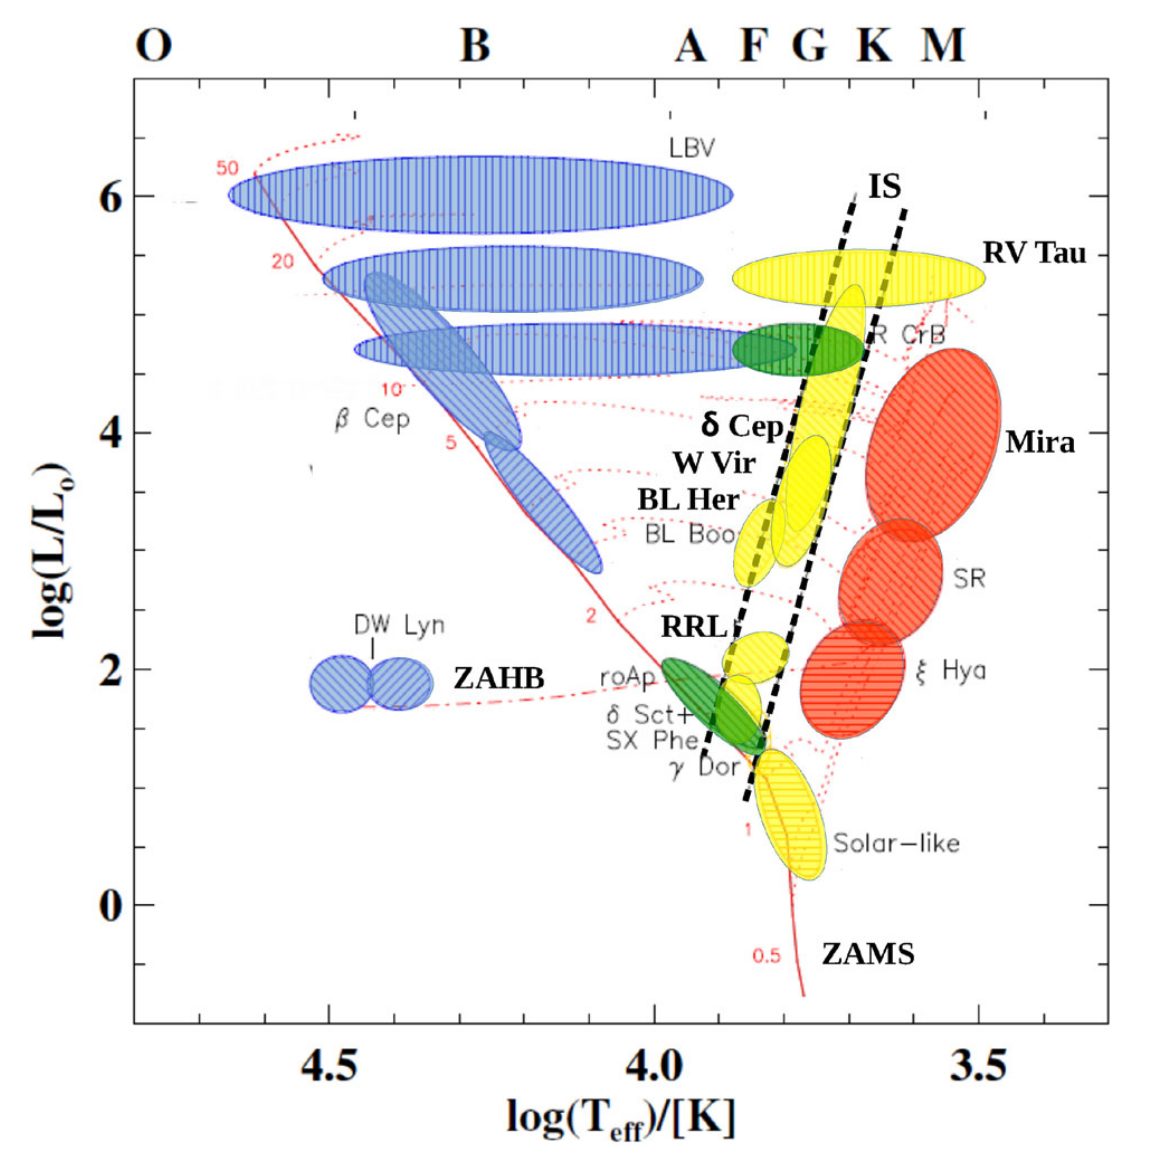 O B A F G K M
LBV
50
IS
6
RV Tau
20
R CrB
10
β Cep
δ Cep
4
5
Mira
W Vir
BL Her
BL Boo
SR
log(L/Lo)
2
DW Lyn
RRL
ZAHB
roAp
ξ Hya
2
δ Sct+
SX Phe
γ Dor
1
Solar-like
0
0.5
ZAMS
4.5 4.0 3.5
log(Teff)/[K]